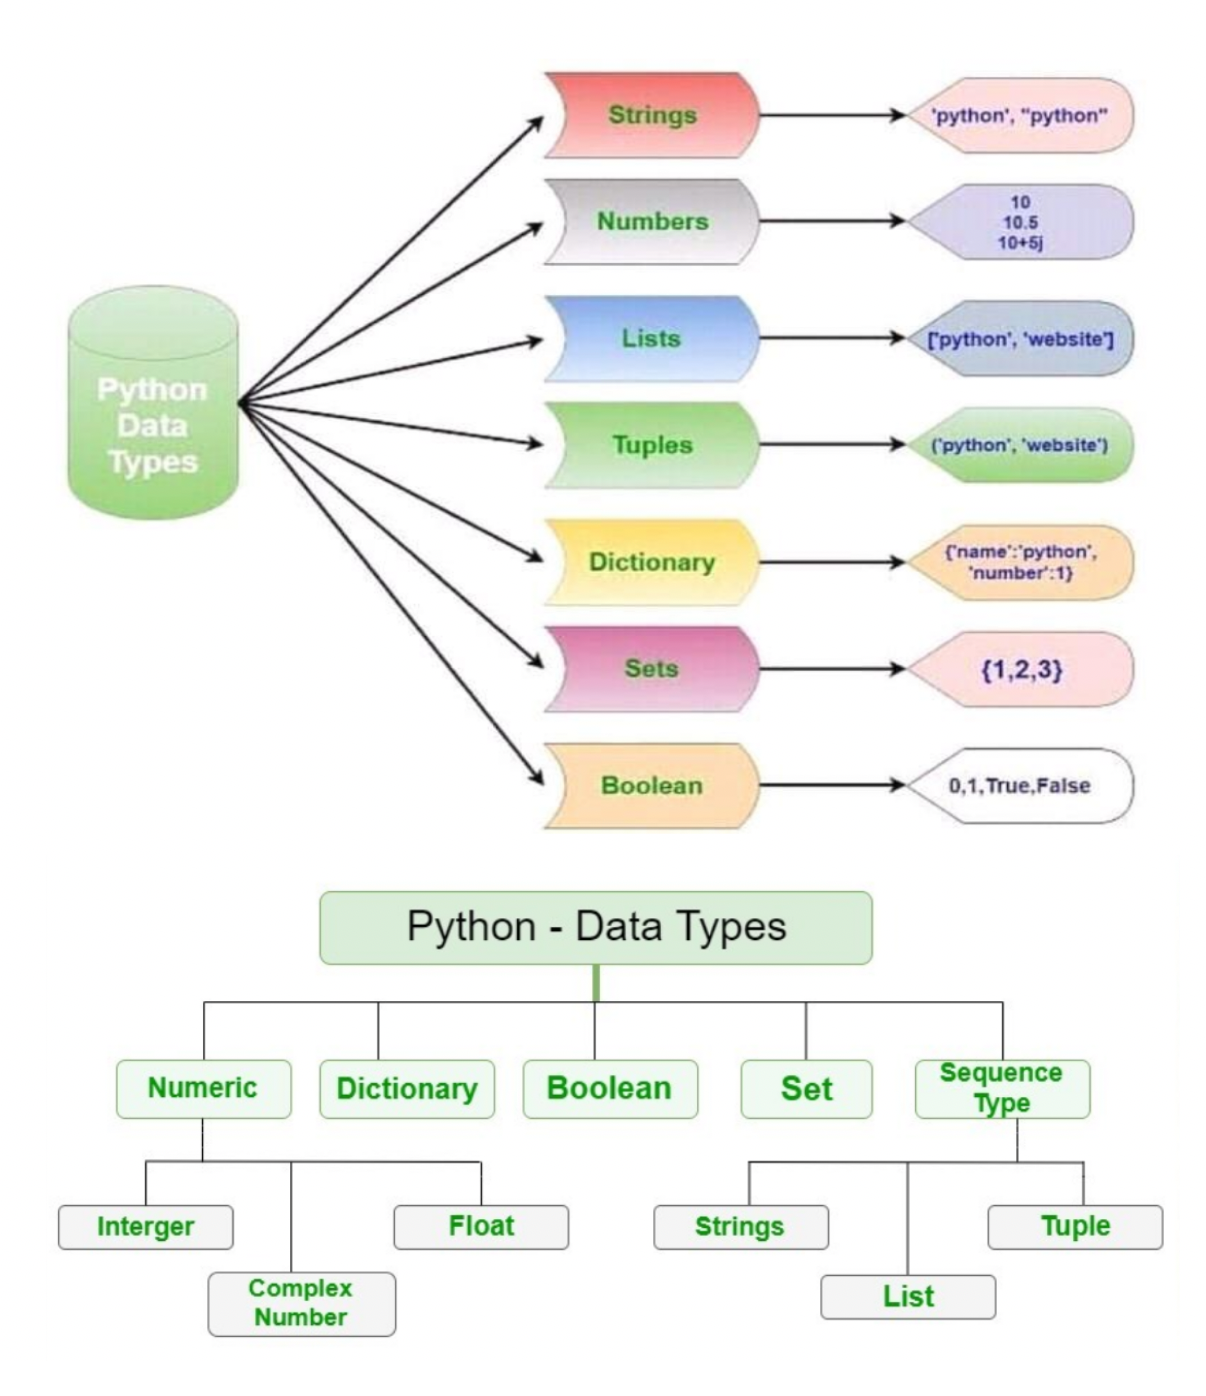 Strings
'python', "python"
Numbers
10
10.5
10+5j
Lists
['python', 'website']
Python
Data
Types
Tuples
('python', 'website')
Dictionary
{'name':'python',
'number':1}
Sets
{1,2,3}
Boolean
0,1,True,False
Python - Data Types
Numeric
Dictionary
Boolean
Set
Sequence
Type
Interger
Float
Strings
Tuple
Complex
Number
List